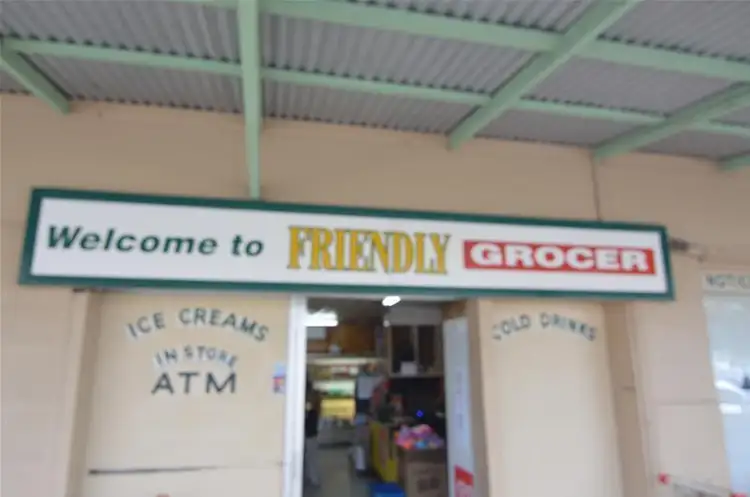 Welcome to FRIENDLY GROCER
ICE CREAMS
IN STORE
ATM
COLD DRINKS